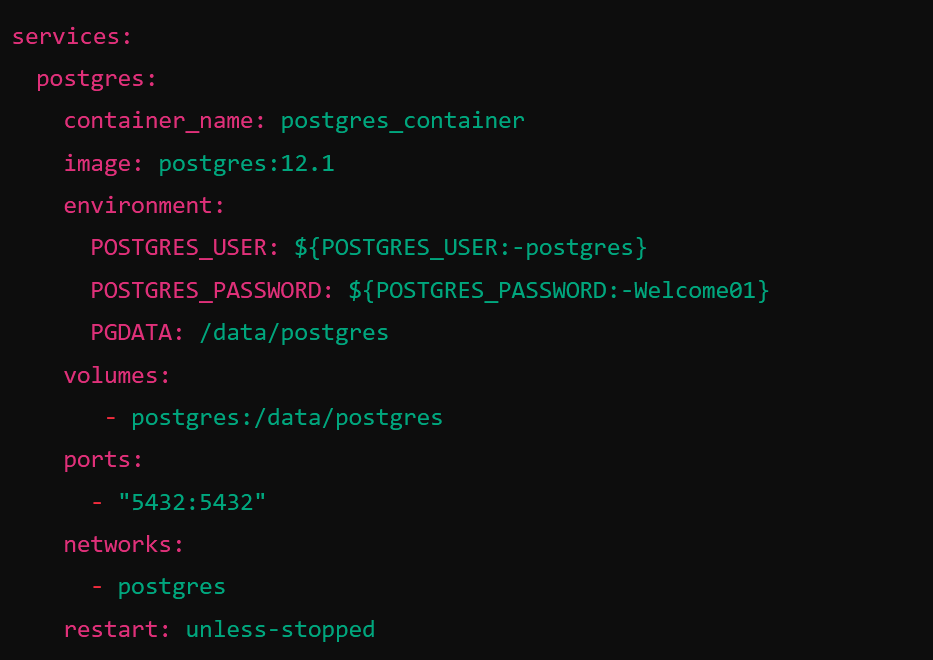 services:
  postgres:
    container_name: postgres_container
    image: postgres:12.1
    environment:
      POSTGRES_USER: ${POSTGRES_USER:-postgres}
      POSTGRES_PASSWORD: ${POSTGRES_PASSWORD:-Welcome01}
      PGDATA: /data/postgres
    volumes:
       - postgres:/data/postgres
    ports:
      - "5432:5432"
    networks:
      - postgres
    restart: unless-stopped